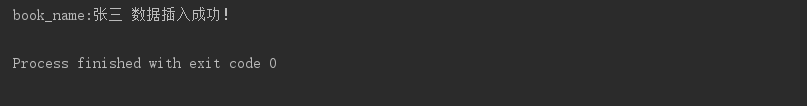 book_name:张三 数据插入成功!
Process finished with exit code 0